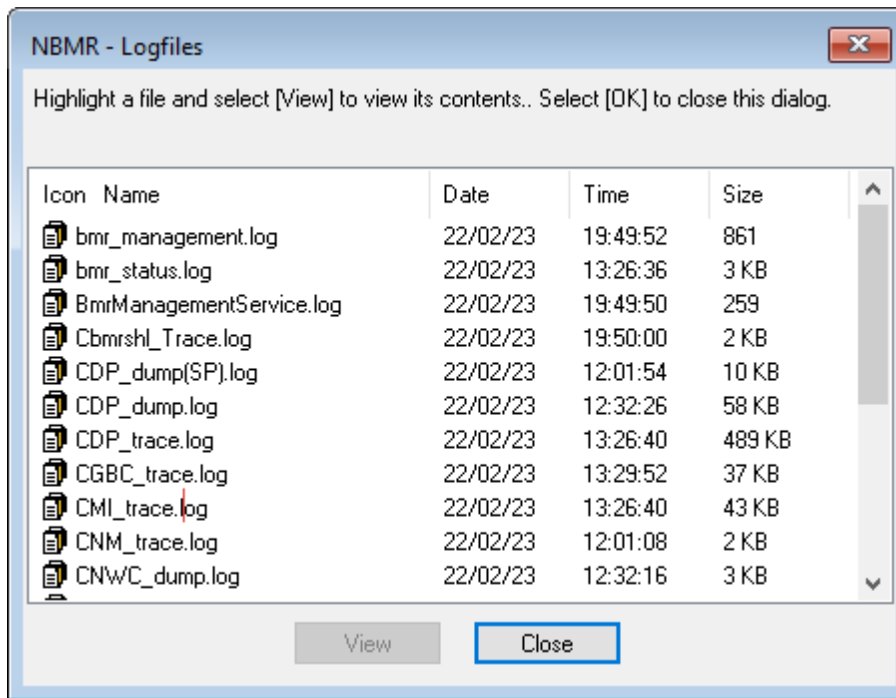 NBMR - Logfiles
Highlight a file and select [View] to view its contents.. Select [OK] to close this dialog.
Icon Name Date Time Size
bmr_management.log 22/02/23 19:49:52 861
bmr_status.log 22/02/23 13:26:36 3 KB
BmrManagementService.log 22/02/23 19:49:50 259
Cbmrshl_Trace.log 22/02/23 19:50:00 2 KB
CDP_dump(SP).log 22/02/23 12:01:54 10 KB
CDP_dump.log 22/02/23 12:32:26 58 KB
CDP_trace.log 22/02/23 13:26:40 489 KB
CGBC_trace.log 22/02/23 13:29:52 37 KB
CMI_trace.log 22/02/23 13:26:40 43 KB
CNM_trace.log 22/02/23 12:01:08 2 KB
CNWC_dump.log 22/02/23 12:32:16 3 KB
View Close